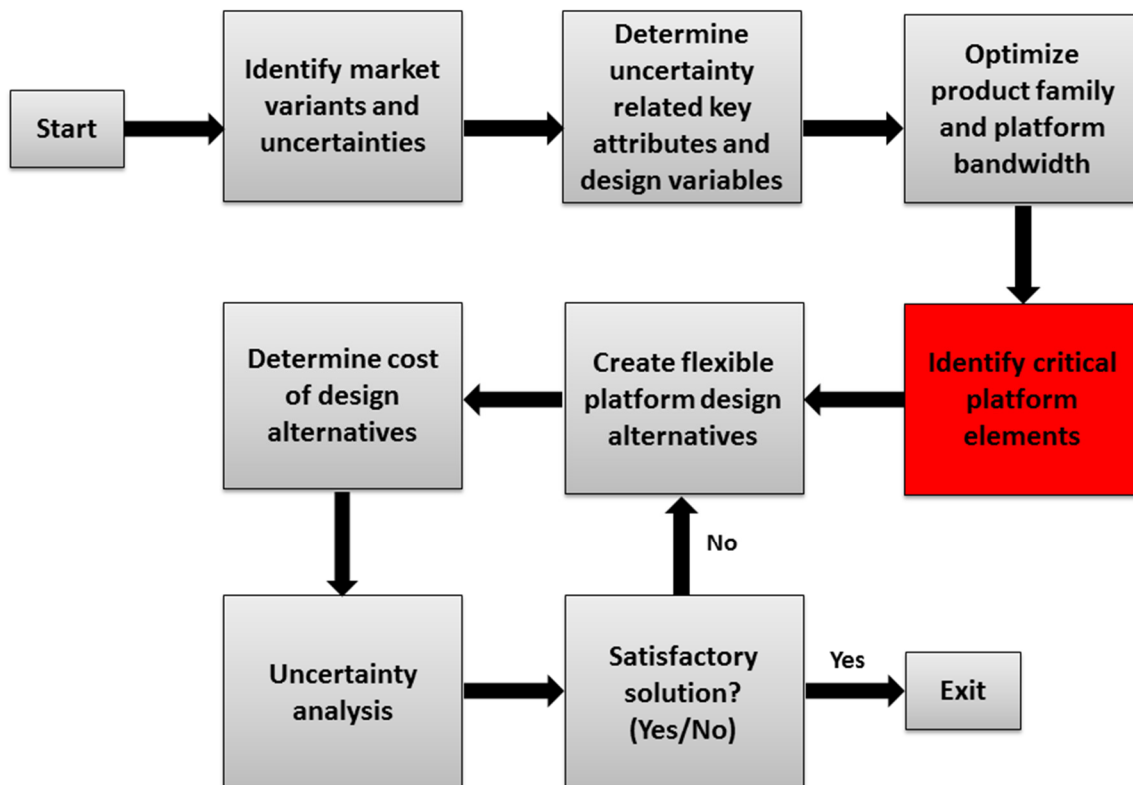 Start
Identify market
variants and
uncertainties
Determine
uncertainty
related key
attributes and
design variables
Optimize
product family
and platform
bandwidth
Identify critical
platform
elements
Create flexible
platform design
alternatives
Determine cost
of design
alternatives
Uncertainty
analysis
Satisfactory
solution?
(Yes/No)
No
Yes
Exit